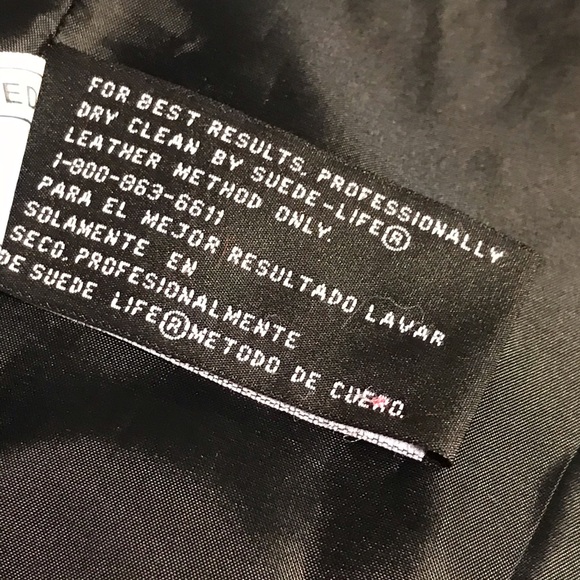 ED
FOR BEST RESULTS, PROFESSIONALLY
DRY CLEAN BY SUEDE-LIFE®
LEATHER METHOD ONLY.
1-800-863-6611
PARA EL MEJOR RESULTADO LAVAR
SOLAMENTE EN
SECO, PROFESIONALMENTE
DE SUEDE LIFE® METODO DE CUERO.